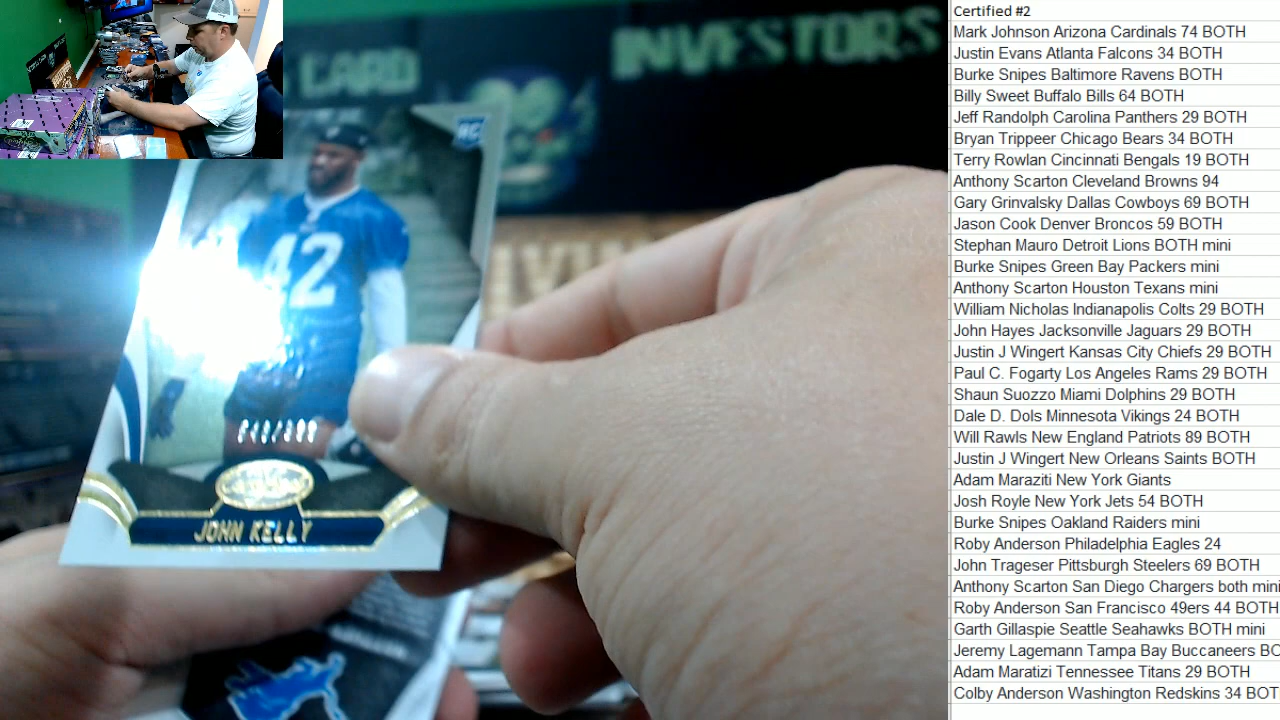 CARD
INVESTORS
RC
42
JOHN KELLY
Certified #2
Mark Johnson Arizona Cardinals 74 BOTH
Justin Evans Atlanta Falcons 34 BOTH
Burke Snipes Baltimore Ravens BOTH
Billy Sweet Buffalo Bills 64 BOTH
Jeff Randolph Carolina Panthers 29 BOTH
Bryan Trippeer Chicago Bears 34 BOTH
Terry Rowlan Cincinnati Bengals 19 BOTH
Anthony Scarton Cleveland Browns 94
Gary Grinvalsky Dallas Cowboys 69 BOTH
Jason Cook Denver Broncos 59 BOTH
Stephan Mauro Detroit Lions BOTH mini
Burke Snipes Green Bay Packers mini
Anthony Scarton Houston Texans mini
William Nicholas Indianapolis Colts 29 BOTH
John Hayes Jacksonville Jaguars 29 BOTH
Justin J Wingert Kansas City Chiefs 29 BOTH
Paul C. Fogarty Los Angeles Rams 29 BOTH
Shaun Suozzo Miami Dolphins 29 BOTH
Dale D. Dols Minnesota Vikings 24 BOTH
Will Rawls New England Patriots 89 BOTH
Justin J Wingert New Orleans Saints BOTH
Adam Maraziti New York Giants
Josh Royle New York Jets 54 BOTH
Burke Snipes Oakland Raiders mini
Roby Anderson Philadelphia Eagles 24
John Trageser Pittsburgh Steelers 69 BOTH
Anthony Scarton San Diego Chargers both mini
Roby Anderson San Francisco 49ers 44 BOTH
Garth Gillaspie Seattle Seahawks BOTH mini
Jeremy Lagemann Tampa Bay Buccaneers BO
Adam Maratizi Tennessee Titans 29 BOTH
Colby Anderson Washington Redskins 34 BOT